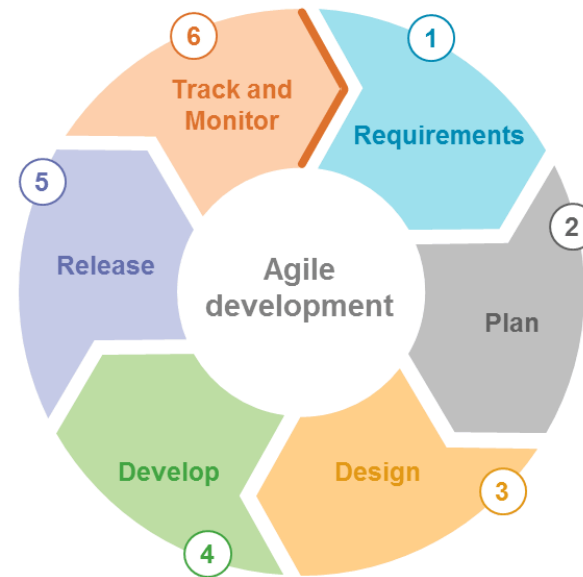 1
Requirements
2
Plan
3
Design
4
Develop
5
Release
6
Track and
Monitor
Agile
development